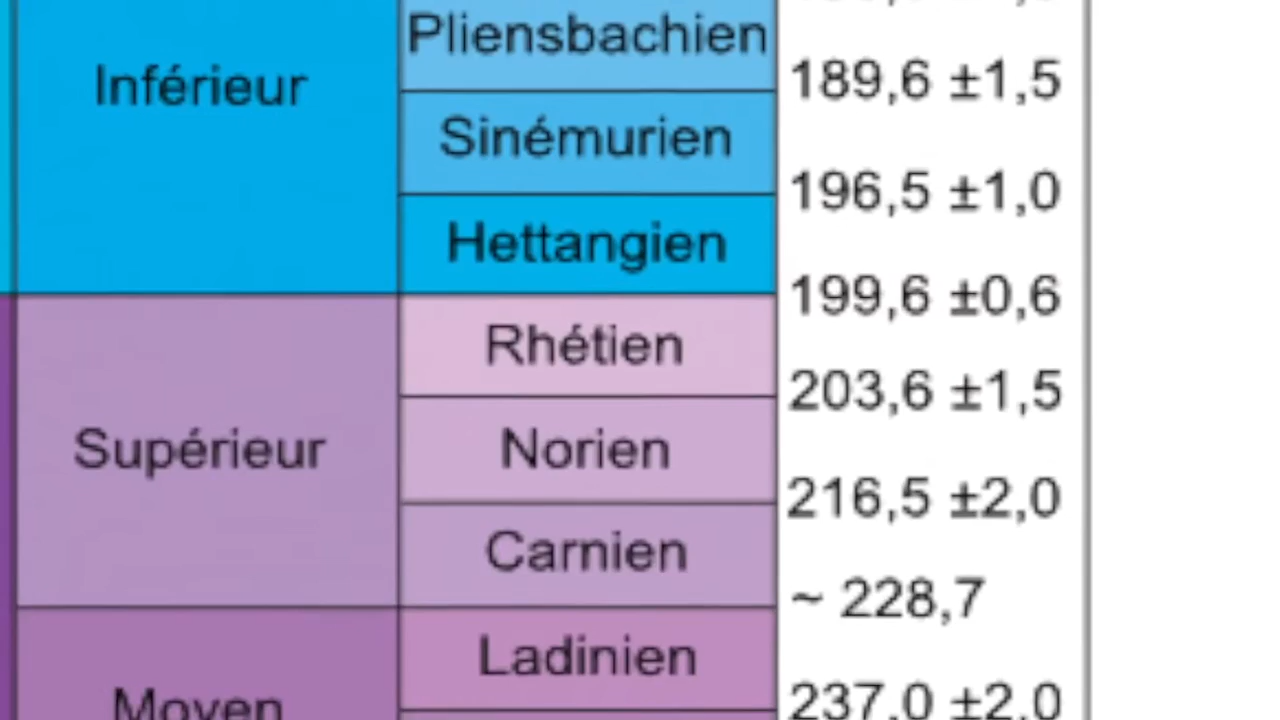 Pliensbachien
Inférieur
189,6 ±1,5
Sinémurien
196,5 ±1,0
Hettangien
199,6 ±0,6
Rhétien
203,6 ±1,5
Supérieur
Norien
216,5 ±2,0
Carnien
~ 228,7
Ladinien
Moyen
237,0 ±2,0